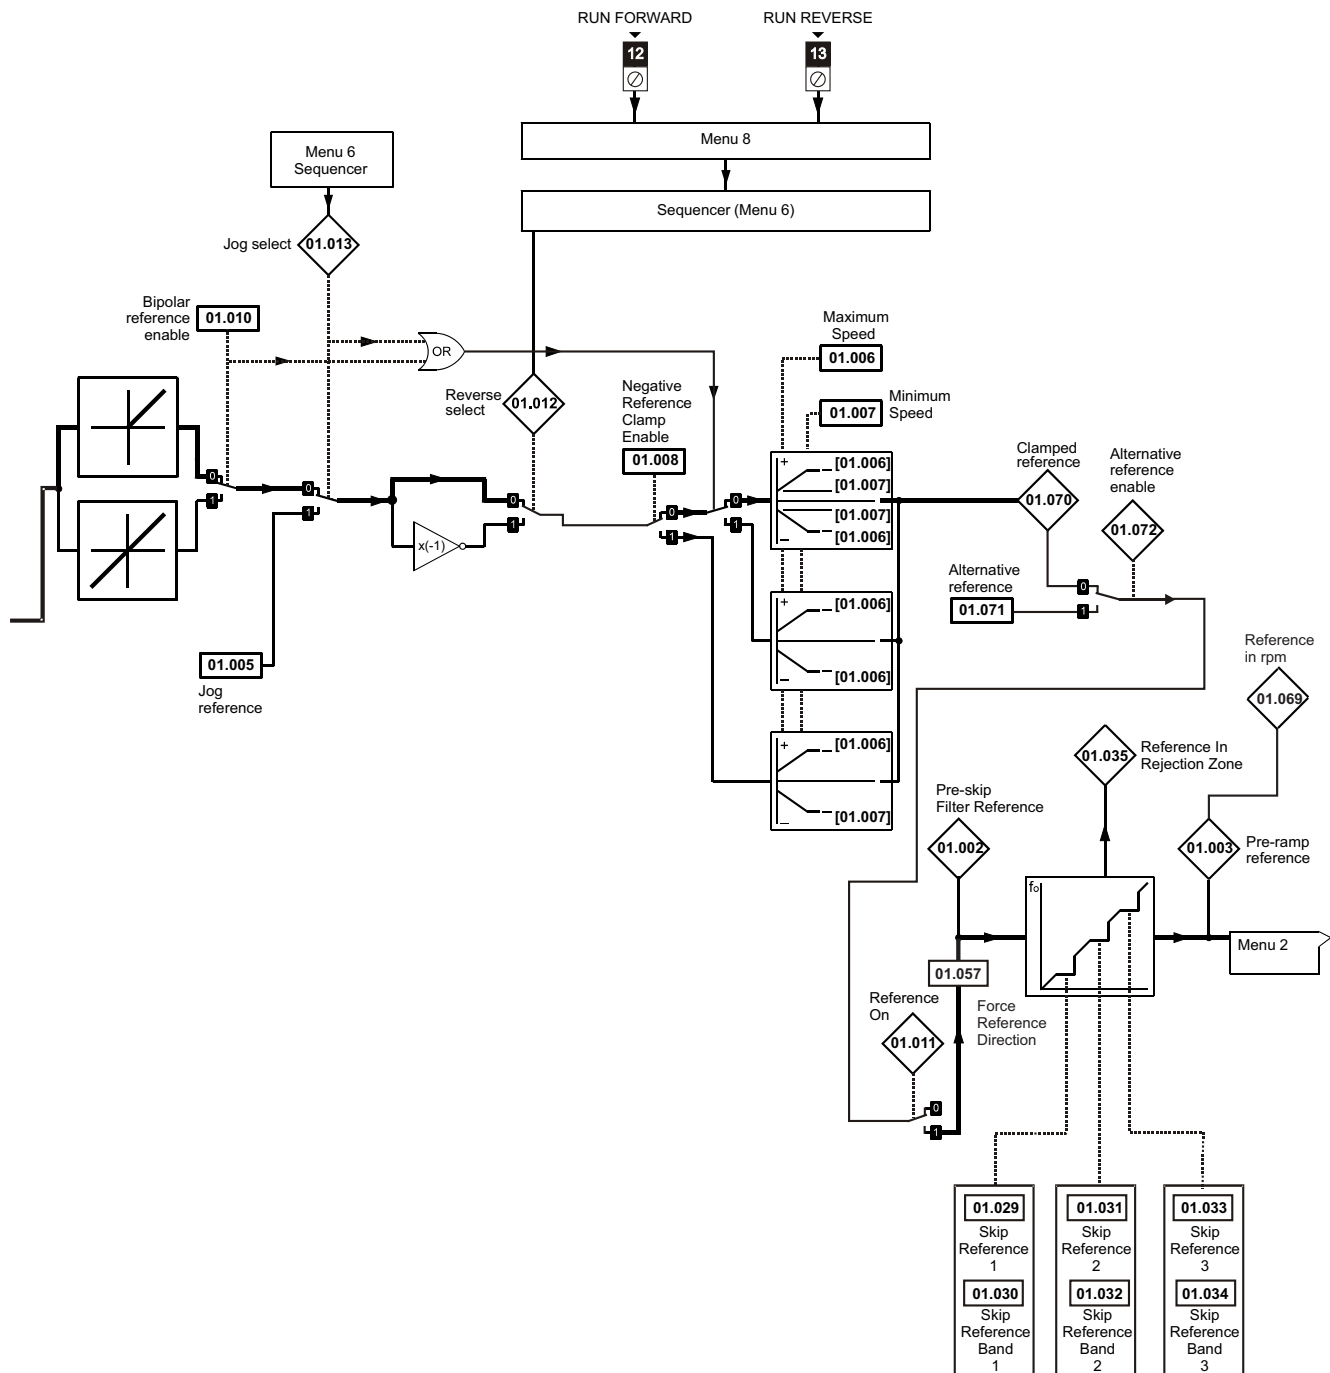 RUN FORWARD
RUN REVERSE
12
13
Menu 8
Menu 6
Sequencer
Sequencer (Menu 6)
Jog select
01.013
Bipolar
reference
enable
01.010
OR
Reverse
select
01.012
Negative
Reference
Clamp
Enable
01.008
Maximum
Speed
01.006
Minimum
Speed
01.007
0
1
0
1
x(-1)
0
1
0
1
0
1
+
[01.006]
[01.007]
[01.007]
[01.006]
–
+
[01.006]
[01.006]
–
+
[01.006]
[01.007]
–
Jog
reference
01.005
Clamped
reference
01.070
Alternative
reference
enable
01.072
Alternative
reference
01.071
0
1
Reference
in rpm
01.069
01.035
Reference In
Rejection Zone
Pre-skip
Filter Reference
01.002
01.003
Pre-ramp
reference
fo
Menu 2
01.057
Force
Reference
Direction
Reference
On
01.011
0
1
01.029
Skip
Reference
1
01.030
Skip
Reference
Band
1
01.031
Skip
Reference
2
01.032
Skip
Reference
Band
2
01.033
Skip
Reference
3
01.034
Skip
Reference
Band
3